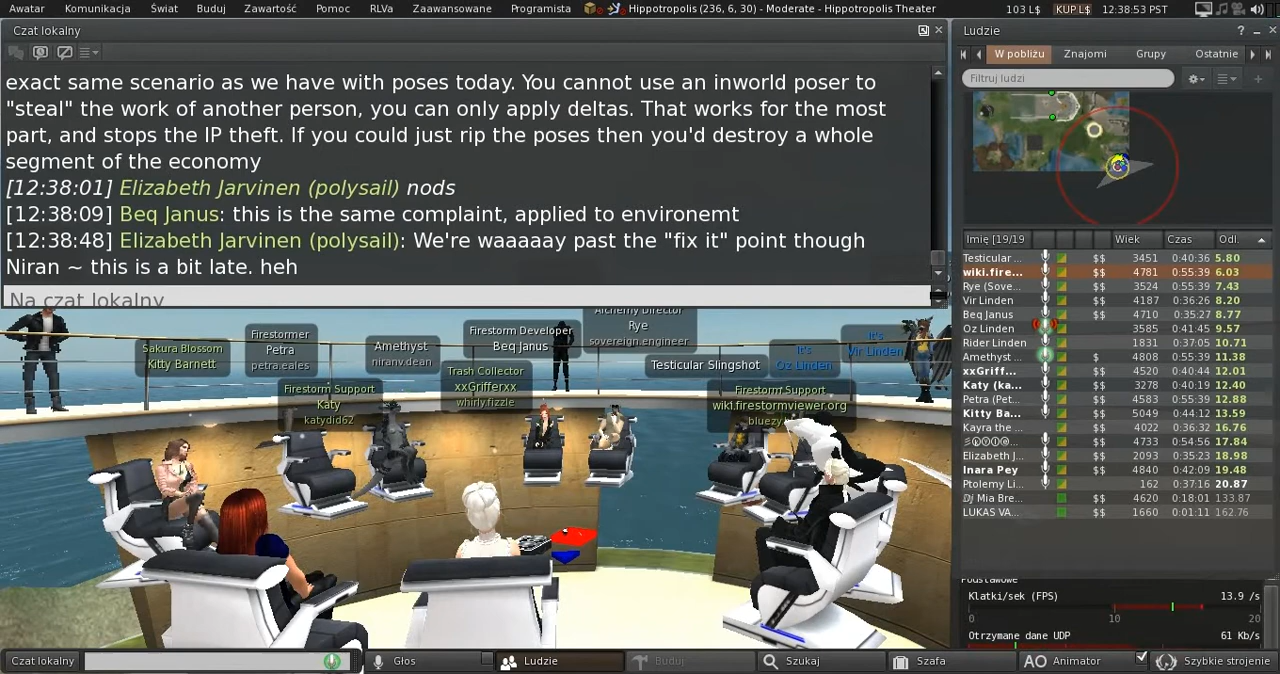 Awatar Komunikacja Świat Buduj Zawartość Pomoc RLVa Zaawansowane Programista Hippotropolis (236, 6, 30) - Moderate - Hippotropolis Theater 103 L$ KUP L$ 12:38:53 PST
Czat lokalny
exact same scenario as we have with poses today. You cannot use an inworld poser to
"steal" the work of another person, you can only apply deltas. That works for the most
part, and stops the IP theft. If you could just rip the poses then you'd destroy a whole
segment of the economy
[12:38:01] Elizabeth Jarvinen (polysail) nods
[12:38:09] Beq Janus: this is the same complaint, applied to environemt
[12:38:48] Elizabeth Jarvinen (polysail): We're waaaaay past the "fix it" point though
Niran ~ this is a bit late. heh
Na czat lokalny
Sakura Blossom
Kitty Barnett
Firestormer
Petra
petra.eales
Amethyst
niranv.dean
Firestorm Developer
Beq Janus
Alchemy Director
Rye
sovereign.engineer
It's
Vir Linden
It's
Oz Linden
Testicular Slingshot
Trash Collector
xxGrifferxx
whirly.fizzle
Firestorm Support
Katy
katydid62
Firestorm Support
wiki.firestormviewer.org
bluezy
Ludzie
W pobliżu Znajomi Grupy Ostatnie
Filtruj ludzi
Imię [19/19 Wiek Czas Odl.
Testicular ... $$ 3451 0:40:36 5.80
wiki.fire... $$ 4781 0:55:39 6.03
Rye (Sove... $$ 3524 0:55:39 7.43
Vir Linden $$ 4187 0:36:26 8.20
Beq Janus $$ 4710 0:35:27 8.77
Oz Linden 3585 0:41:45 9.57
Rider Linden 1831 0:37:05 10.71
Amethyst ... $ 4808 0:55:39 11.38
xxGriff... $$ 4520 0:40:44 12.01
Katy (ka... $$ 3278 0:40:19 12.40
Petra (Pet... $$ 4583 0:55:39 12.88
Kitty Ba... $$ 5049 0:44:12 13.59
Kayra the ... $$ 4022 0:36:32 16.76
$$ 4733 0:54:56 17.84
Elizabeth J... $$ 2093 0:35:23 18.98
Inara Pey $$ 4840 0:42:09 19.48
Ptolemy Li... 162 0:37:16 20.87
Dj Mia Bre... $$ 4620 0:18:01 133.87
LUKAS VA... $$ 1660 0:01:11 162.76
Podstawowe
Klatki/sek (FPS) 13.9 /s
0 10 20
Otrzymane dane UDP 61 Kb/s
Czat lokalny Głos Ludzie Buduj Szukaj Szafa AO Animator Szybkie strojenie